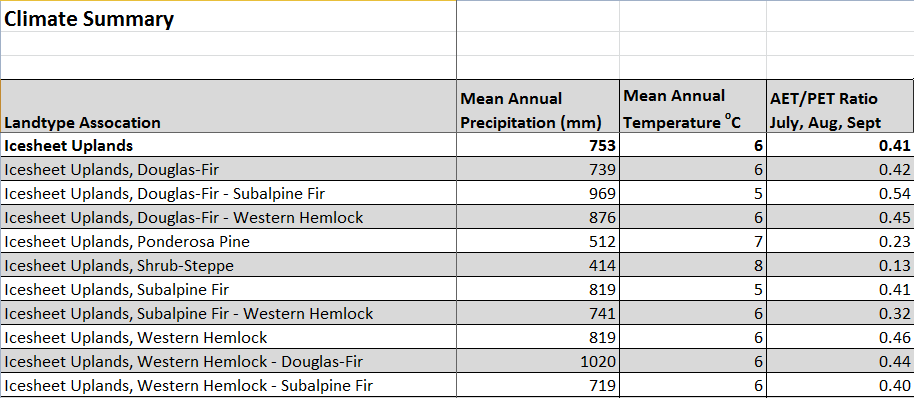 Climate Summary
Landtype Assocation Mean Annual Precipitation (mm) Mean Annual Temperature °C AET/PET Ratio July, Aug, Sept
Icesheet Uplands 753 6 0.41
Icesheet Uplands, Douglas-Fir 739 6 0.42
Icesheet Uplands, Douglas-Fir - Subalpine Fir 969 5 0.54
Icesheet Uplands, Douglas-Fir - Western Hemlock 876 6 0.45
Icesheet Uplands, Ponderosa Pine 512 7 0.23
Icesheet Uplands, Shrub-Steppe 414 8 0.13
Icesheet Uplands, Subalpine Fir 819 5 0.41
Icesheet Uplands, Subalpine Fir - Western Hemlock 741 6 0.32
Icesheet Uplands, Western Hemlock 819 6 0.46
Icesheet Uplands, Western Hemlock - Douglas-Fir 1020 6 0.44
Icesheet Uplands, Western Hemlock - Subalpine Fir 719 6 0.40